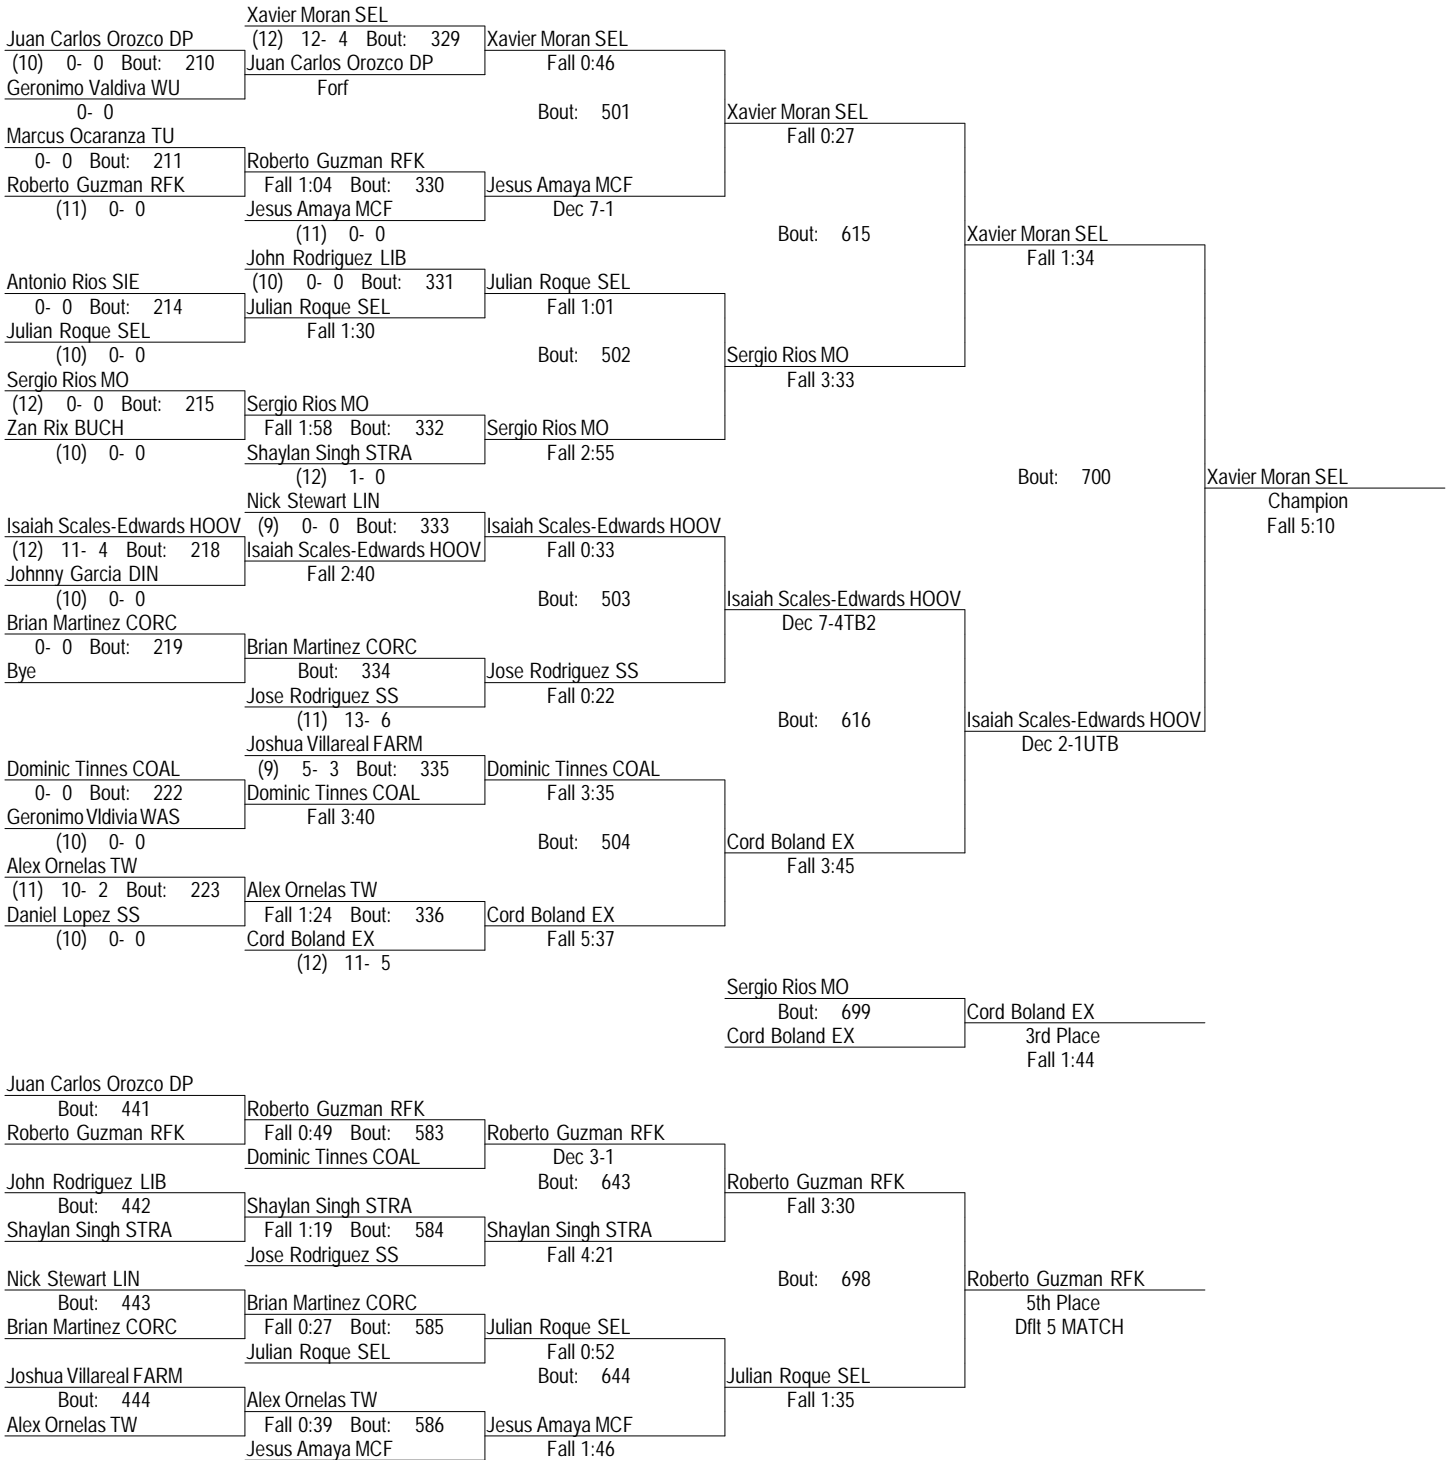 Xavier Moran SEL
Juan Carlos Orozco DP (12) 12- 4 Bout: 329 Xavier Moran SEL
(10) 0- 0 Bout: 210 Juan Carlos Orozco DP Fall 0:46
Geronimo Valdiva WU Forf
0- 0 Bout: 501 Xavier Moran SEL
Marcus Ocaranza TU Fall 0:27
0- 0 Bout: 211 Roberto Guzman RFK
Roberto Guzman RFK Fall 1:04 Bout: 330 Jesus Amaya MCF
(11) 0- 0 Jesus Amaya MCF Dec 7-1
(11) 0- 0 Bout: 615 Xavier Moran SEL
John Rodriguez LIB Fall 1:34
Antonio Rios SIE (10) 0- 0 Bout: 331 Julian Roque SEL
0- 0 Bout: 214 Julian Roque SEL Fall 1:01
Julian Roque SEL Fall 1:30
(10) 0- 0 Bout: 502 Sergio Rios MO
Sergio Rios MO Fall 3:33
(12) 0- 0 Bout: 215 Sergio Rios MO
Zan Rix BUCH Fall 1:58 Bout: 332 Sergio Rios MO
(10) 0- 0 Shaylan Singh STRA Fall 2:55
(12) 1- 0 Bout: 700 Xavier Moran SEL
Nick Stewart LIN Champion
Isaiah Scales-Edwards HOOV (9) 0- 0 Bout: 333 Isaiah Scales-Edwards HOOV Fall 5:10
(12) 11- 4 Bout: 218 Isaiah Scales-Edwards HOOV Fall 0:33
Johnny Garcia DIN Fall 2:40
(10) 0- 0 Bout: 503 Isaiah Scales-Edwards HOOV
Brian Martinez CORC Dec 7-4TB2
0- 0 Bout: 219 Brian Martinez CORC
Bye Bout: 334 Jose Rodriguez SS
Jose Rodriguez SS Fall 0:22
(11) 13- 6 Bout: 616 Isaiah Scales-Edwards HOOV
Joshua Villareal FARM Dec 2-1UTB
Dominic Tinnes COAL (9) 5- 3 Bout: 335 Dominic Tinnes COAL
0- 0 Bout: 222 Dominic Tinnes COAL Fall 3:35
Geronimo Vldivia WAS Fall 3:40
(10) 0- 0 Bout: 504 Cord Boland EX
Alex Ornelas TW Fall 3:45
(11) 10- 2 Bout: 223 Alex Ornelas TW
Daniel Lopez SS Fall 1:24 Bout: 336 Cord Boland EX
(10) 0- 0 Cord Boland EX Fall 5:37
(12) 11- 5
Sergio Rios MO
Bout: 699 Cord Boland EX
Cord Boland EX 3rd Place
Fall 1:44
Juan Carlos Orozco DP
Bout: 441 Roberto Guzman RFK
Roberto Guzman RFK Fall 0:49 Bout: 583 Roberto Guzman RFK
Dominic Tinnes COAL Dec 3-1
John Rodriguez LIB Bout: 643 Roberto Guzman RFK
Bout: 442 Shaylan Singh STRA Fall 3:30
Shaylan Singh STRA Fall 1:19 Bout: 584 Shaylan Singh STRA
Jose Rodriguez SS Fall 4:21
Nick Stewart LIN Bout: 698 Roberto Guzman RFK
Bout: 443 Brian Martinez CORC 5th Place
Brian Martinez CORC Fall 0:27 Bout: 585 Julian Roque SEL Dflt 5 MATCH
Julian Roque SEL Fall 0:52
Joshua Villareal FARM Bout: 644 Julian Roque SEL
Bout: 444 Alex Ornelas TW Fall 1:35
Alex Ornelas TW Fall 0:39 Bout: 586 Jesus Amaya MCF
Jesus Amaya MCF Fall 1:46